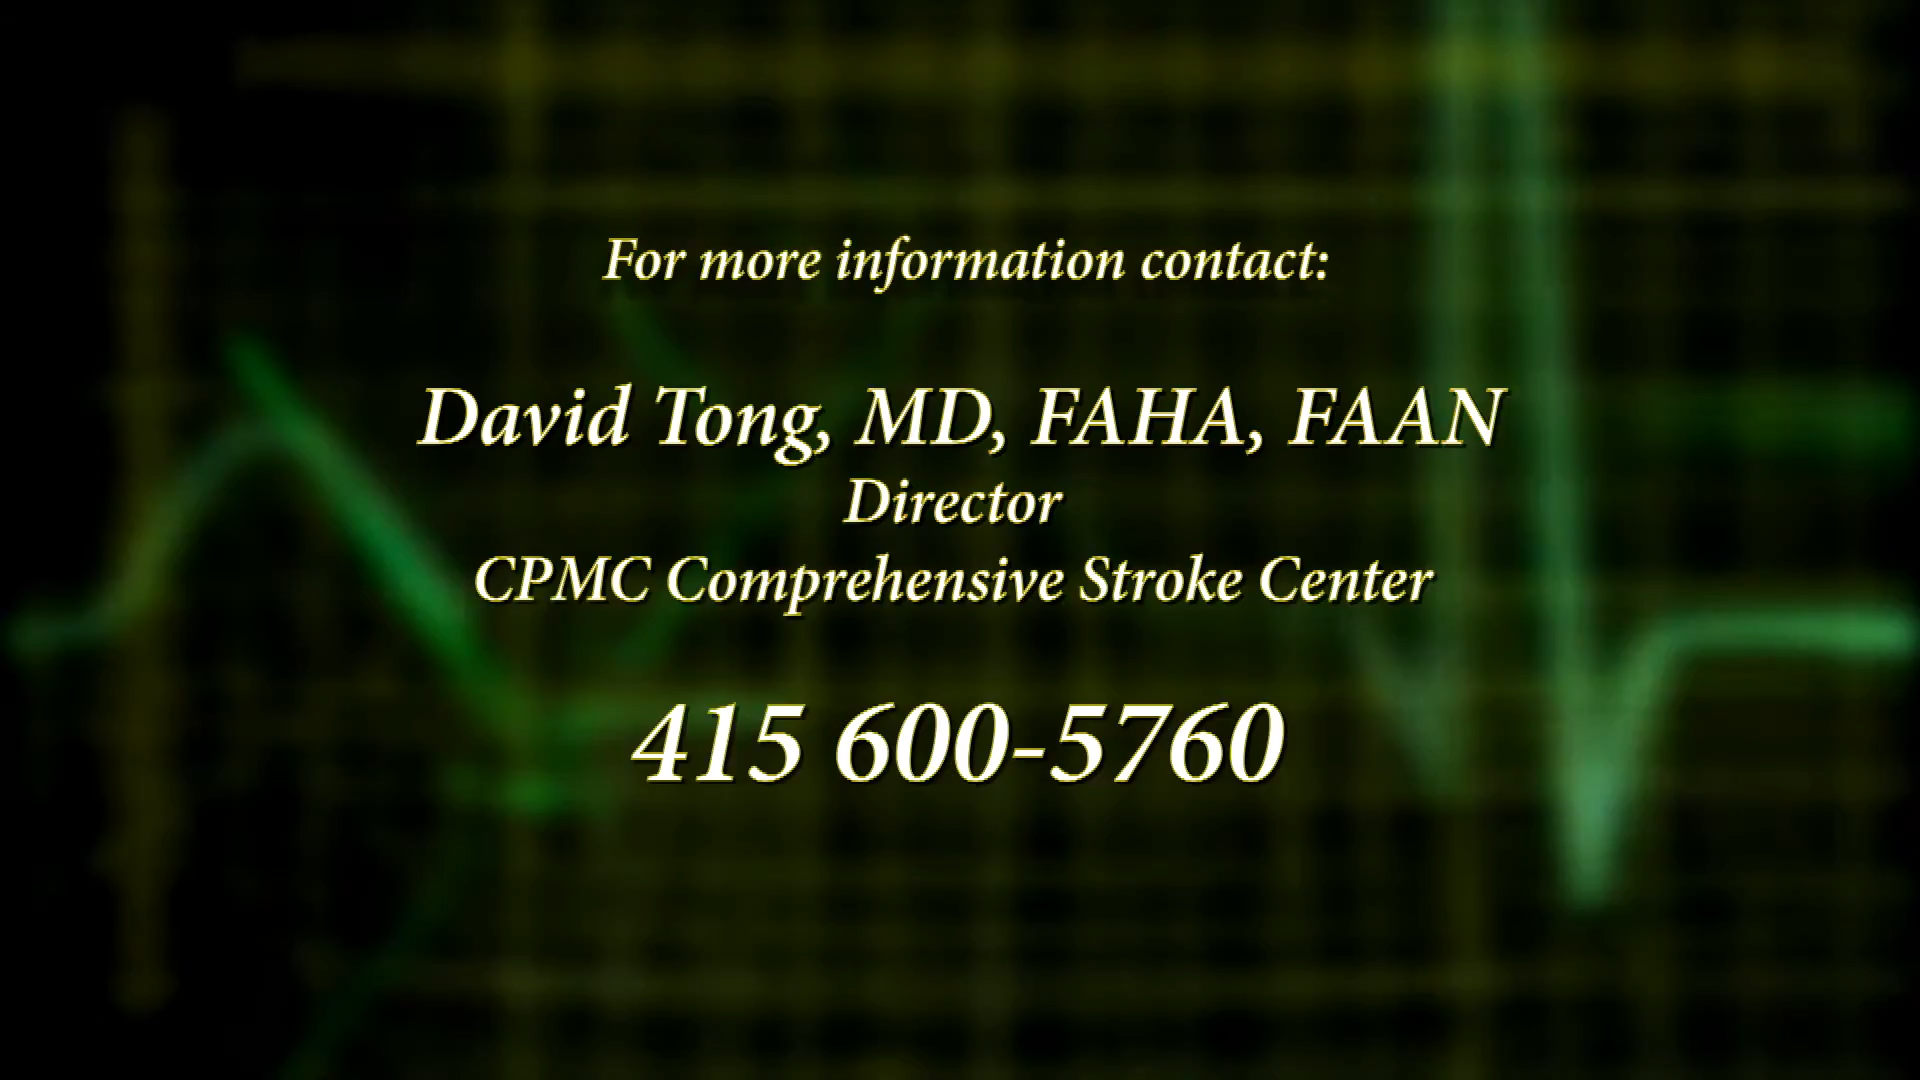 For more information contact:
David Tong, MD, FAHA, FAAN
Director
CPMC Comprehensive Stroke Center
415 600-5760